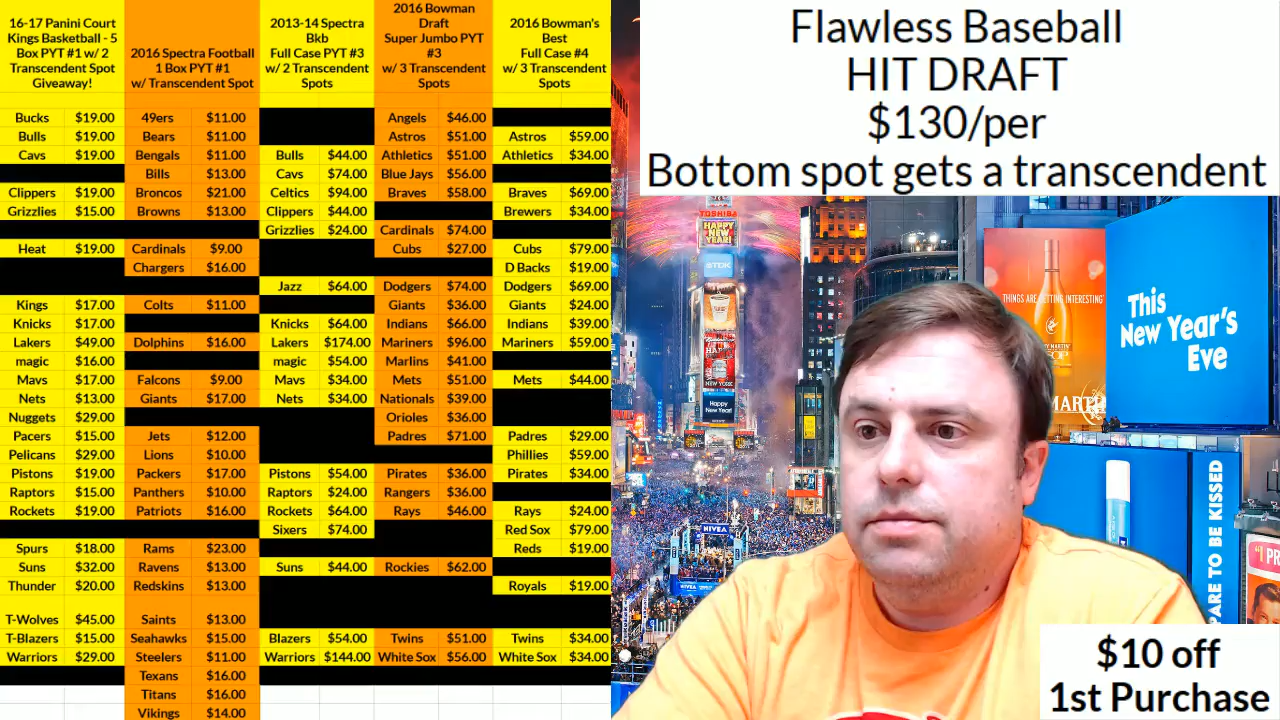 16-17 Panini Court
Kings Basketball - 5
Box PYT #1 w/ 2
Transcendent Spot
Giveaway!
2016 Spectra Football
1 Box PYT #1
w/ Transcendent Spot
2013-14 Spectra
Bkb
Full Case PYT #3
w/ 2 Transcendent
Spots
2016 Bowman
Draft
Super Jumbo PYT
#3
w/ 3 Transcendent
Spots
2016 Bowman's
Best
Full Case #4
w/ 3 Transcendent
Spots
Bucks $19.00 49ers $11.00 Angels $46.00
Bulls $19.00 Bears $11.00 Astros $51.00 Astros $59.00
Cavs $19.00 Bengals $11.00 Bulls $44.00 Athletics $51.00 Athletics $34.00
Bills $13.00 Cavs $74.00 Blue Jays $56.00
Clippers $19.00 Broncos $21.00 Celtics $94.00 Braves $58.00 Braves $69.00
Grizzlies $15.00 Browns $13.00 Clippers $44.00 Brewers $34.00
Grizzlies $24.00 Cardinals $74.00
Heat $19.00 Cardinals $9.00 Cubs $27.00 Cubs $79.00
Chargers $16.00 D Backs $19.00
Jazz $64.00 Dodgers $74.00 Dodgers $69.00
Kings $17.00 Colts $11.00 Giants $36.00 Giants $24.00
Knicks $17.00 Knicks $64.00 Indians $66.00 Indians $39.00
Lakers $49.00 Dolphins $16.00 Lakers $174.00 Mariners $96.00 Mariners $59.00
magic $16.00 magic $54.00 Marlins $41.00
Mavs $17.00 Falcons $9.00 Mavs $34.00 Mets $51.00 Mets $44.00
Nets $13.00 Giants $17.00 Nets $34.00 Nationals $39.00
Nuggets $29.00 Orioles $36.00
Pacers $15.00 Jets $12.00 Padres $71.00 Padres $29.00
Pelicans $29.00 Lions $10.00 Phillies $59.00
Pistons $19.00 Packers $17.00 Pistons $54.00 Pirates $36.00 Pirates $34.00
Raptors $15.00 Panthers $10.00 Raptors $24.00 Rangers $36.00
Rockets $19.00 Patriots $16.00 Rockets $64.00 Rays $46.00 Rays $24.00
Sixers $74.00 Red Sox $79.00
Spurs $18.00 Rams $23.00 Reds $19.00
Suns $32.00 Ravens $13.00 Suns $44.00 Rockies $62.00
Thunder $20.00 Redskins $13.00 Royals $19.00
T-Wolves $45.00 Saints $13.00
T-Blazers $15.00 Seahawks $15.00 Blazers $54.00 Twins $51.00 Twins $34.00
Warriors $29.00 Steelers $11.00 Warriors $144.00 White Sox $56.00 White Sox $34.00
Texans $16.00
Titans $16.00
Vikings $14.00
Flawless Baseball
HIT DRAFT
$130/per
Bottom spot gets a transcendent
TOSHIBA
HAPPY
NEW
YEAR!
TDK
Happy
New Year!
NIVEA
NIVEA
THINGS ARE GETTING INTERESTING
This
New Year's
Eve
PARE TO BE KISSED
$10 off
1st Purchase